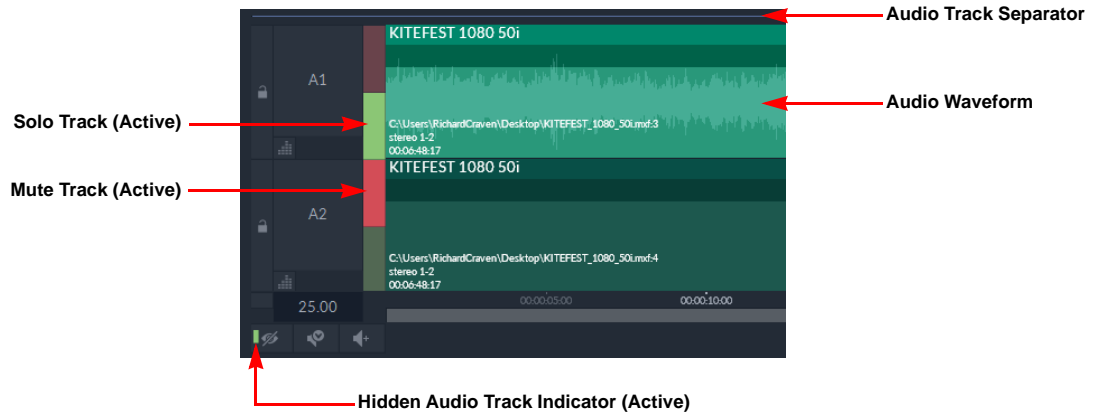 Audio Track Separator
KITEFEST 1080 50i
A1
Audio Waveform
Solo Track (Active)
C:\Users\RichardCraven\Desktop\KITEFEST_1080_50i.mxf:3
stereo 1-2
00:06:48:17
KITEFEST 1080 50i
Mute Track (Active)
A2
C:\Users\RichardCraven\Desktop\KITEFEST_1080_50i.mxf:4
stereo 1-2
00:06:48:17
25.00
00:00:05:00
00:00:10:00
Hidden Audio Track Indicator (Active)